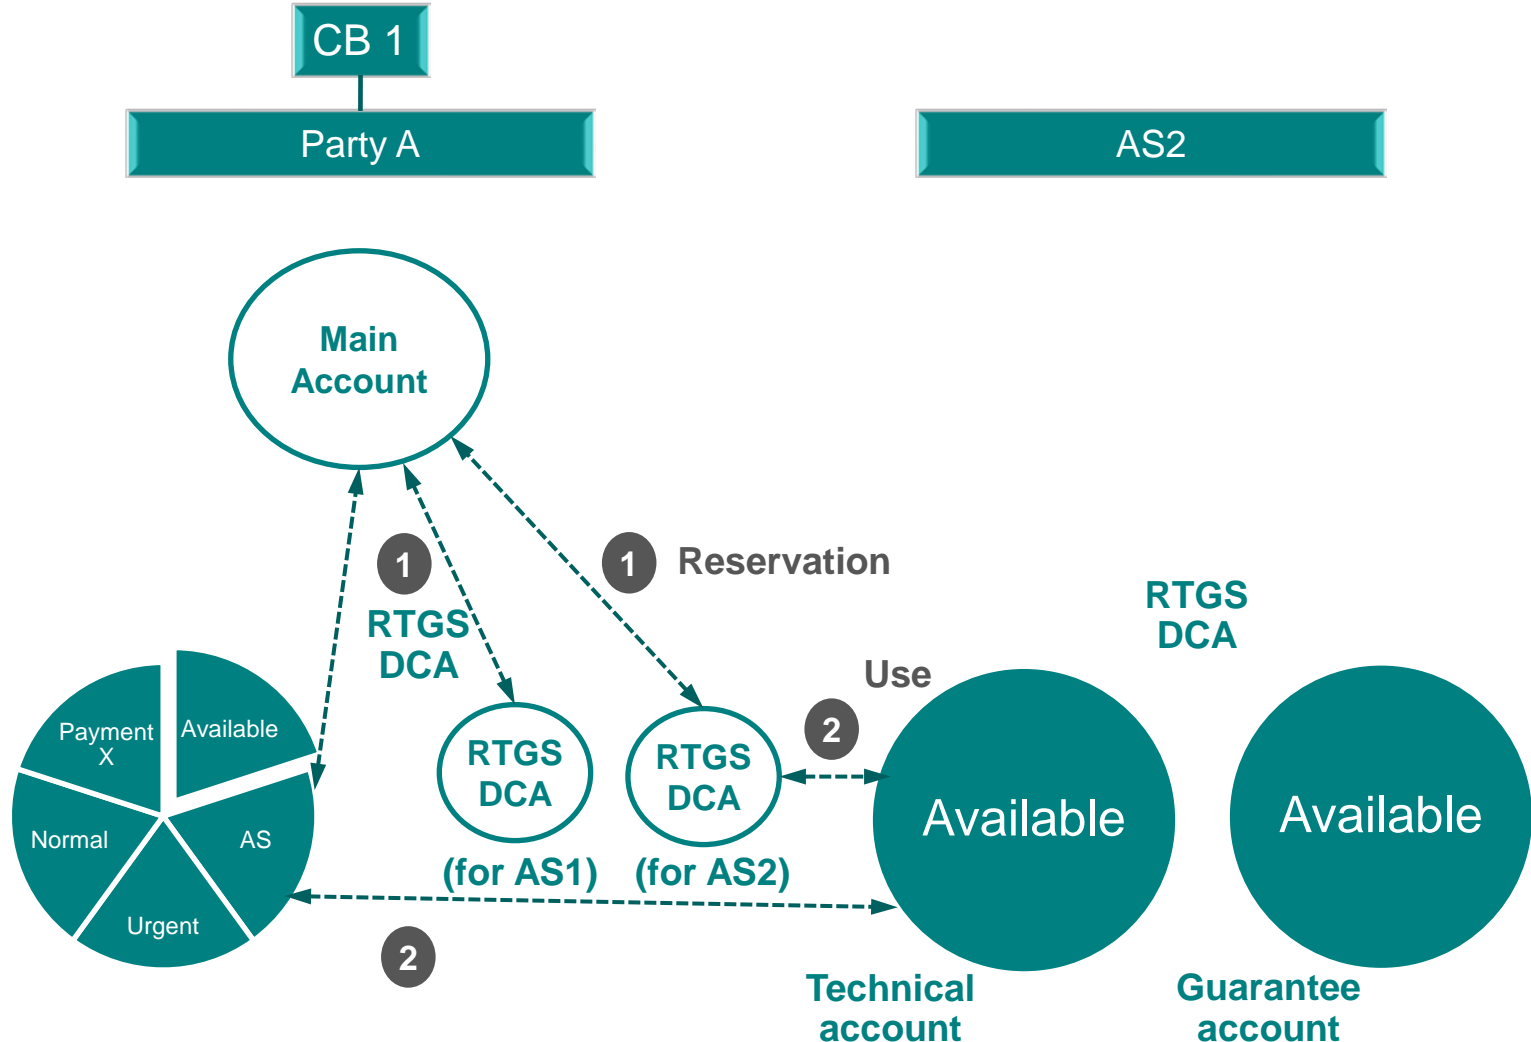 CB 1
Party A
AS2
Main
Account
1
1
Reservation
RTGS
DCA
RTGS
DCA
Use
2
Payment
X
Available
Normal
AS
Urgent
RTGS
DCA
RTGS
DCA
(for AS1)
(for AS2)
Available
Available
2
Technical
account
Guarantee
account